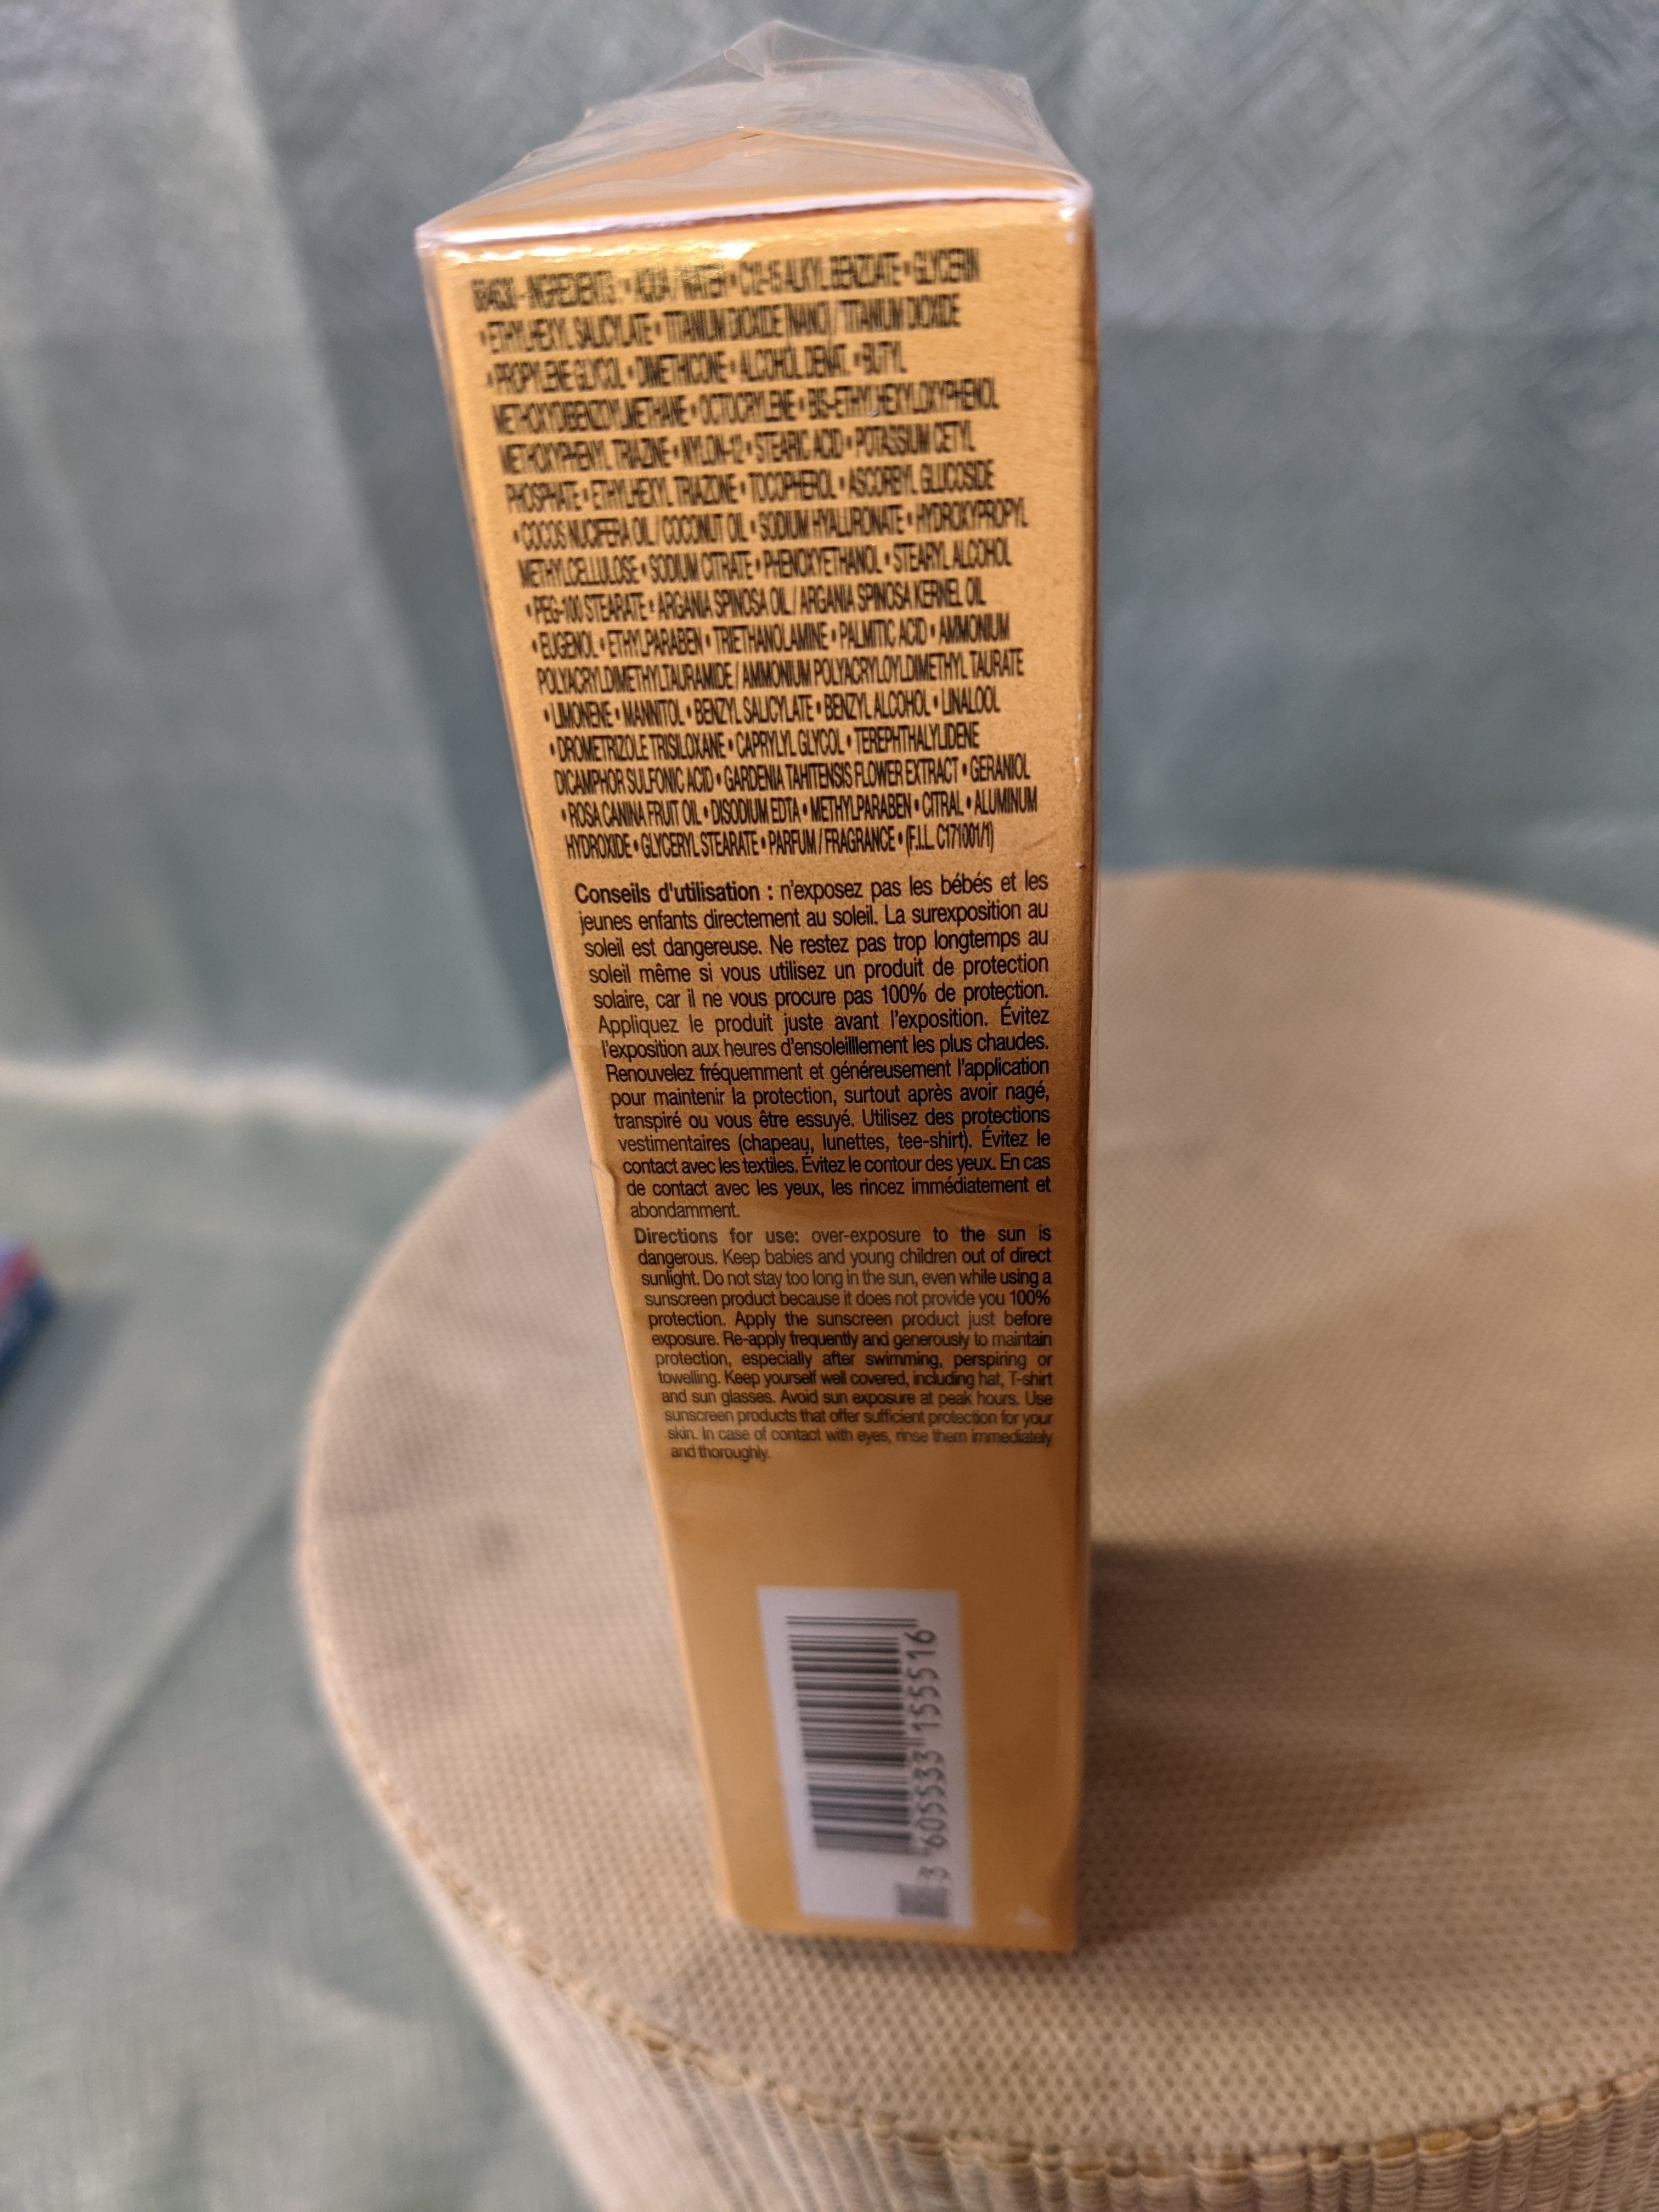 INGREDIENTS : • AQUA / WATER • C12-15 ALKYL BENZOATE • GLYCERIN
• ETHYLHEXYL SALICYLATE • TITANIUM DIOXIDE [NANO] / TITANIUM DIOXIDE
• PROPYLENE GLYCOL • DIMETHICONE • ALCOHOL DENAT. • BUTYL
METHOXYDIBENZOYLMETHANE • OCTOCRYLENE • BIS-ETHYLHEXYLOXYPHENOL
METHOXYPHENYL TRIAZINE • NYLON-12 • STEARIC ACID • POTASSIUM CETYL
PHOSPHATE • ETHYLHEXYL TRIAZONE • TOCOPHEROL • ASCORBYL GLUCOSIDE
• COCOS NUCIFERA OIL / COCONUT OIL • SODIUM HYALURONATE • HYDROXYPROPYL
METHYLCELLULOSE • SODIUM CITRATE • PHENOXYETHANOL • STEARYL ALCOHOL
• PEG-100 STEARATE • ARGANIA SPINOSA OIL / ARGANIA SPINOSA KERNEL OIL
• EUGENOL • ETHYLPARABEN • TRIETHANOLAMINE • PALMITIC ACID • AMMONIUM
POLYACRYLDIMETHYLTAURAMIDE / AMMONIUM POLYACRYLOYLDIMETHYL TAURATE
• LIMONENE • MANNITOL • BENZYL SALICYLATE • BENZYL ALCOHOL • LINALOOL
• DROMETRIZOLE TRISILOXANE • CAPRYLYL GLYCOL • TEREPHTHALYLIDENE
DICAMPHOR SULFONIC ACID • GARDENIA TAHITENSIS FLOWER EXTRACT • GERANIOL
• ROSA CANINA FRUIT OIL • DISODIUM EDTA • METHYLPARABEN • CITRAL • ALUMINUM
HYDROXIDE • GLYCERYL STEARATE • PARFUM / FRAGRANCE • (F.I.L. C171001/1)
Conseils d'utilisation : n'exposez pas les bébés et les
jeunes enfants directement au soleil. La surexposition au
soleil est dangereuse. Ne restez pas trop longtemps au
soleil même si vous utilisez un produit de protection
solaire, car il ne vous procure pas 100% de protection.
Appliquez le produit juste avant l'exposition. Évitez
l'exposition aux heures d'ensoleilllement les plus chaudes.
Renouvelez fréquemment et généreusement l'application
pour maintenir la protection, surtout après avoir nagé,
transpiré ou vous être essuyé. Utilisez des protections
vestimentaires (chapeau, lunettes, tee-shirt). Évitez le
contact avec les textiles. Évitez le contour des yeux. En cas
de contact avec les yeux, les rincez immédiatement et
abondamment.
Directions for use: over-exposure to the sun is
dangerous. Keep babies and young children out of direct
sunlight. Do not stay too long in the sun, even while using a
sunscreen product because it does not provide you 100%
protection. Apply the sunscreen product just before
exposure. Re-apply frequently and generously to maintain
protection, especially after swimming, perspiring or
towelling. Keep yourself well covered, including hat, T-shirt
and sun glasses. Avoid sun exposure at peak hours. Use
sunscreen products that offer sufficient protection for your
skin. In case of contact with eyes, rinse them immediately
and thoroughly.
3 605533 155516